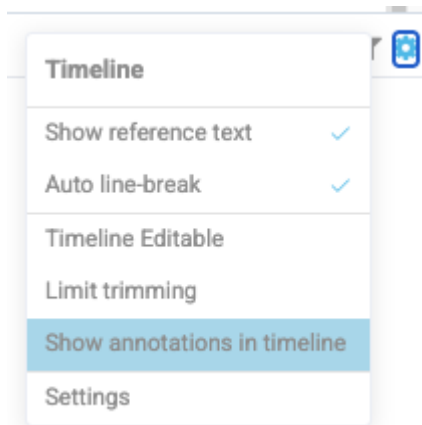 Timeline
Show reference text
Auto line-break
Timeline Editable
Limit trimming
Show annotations in timeline
Settings